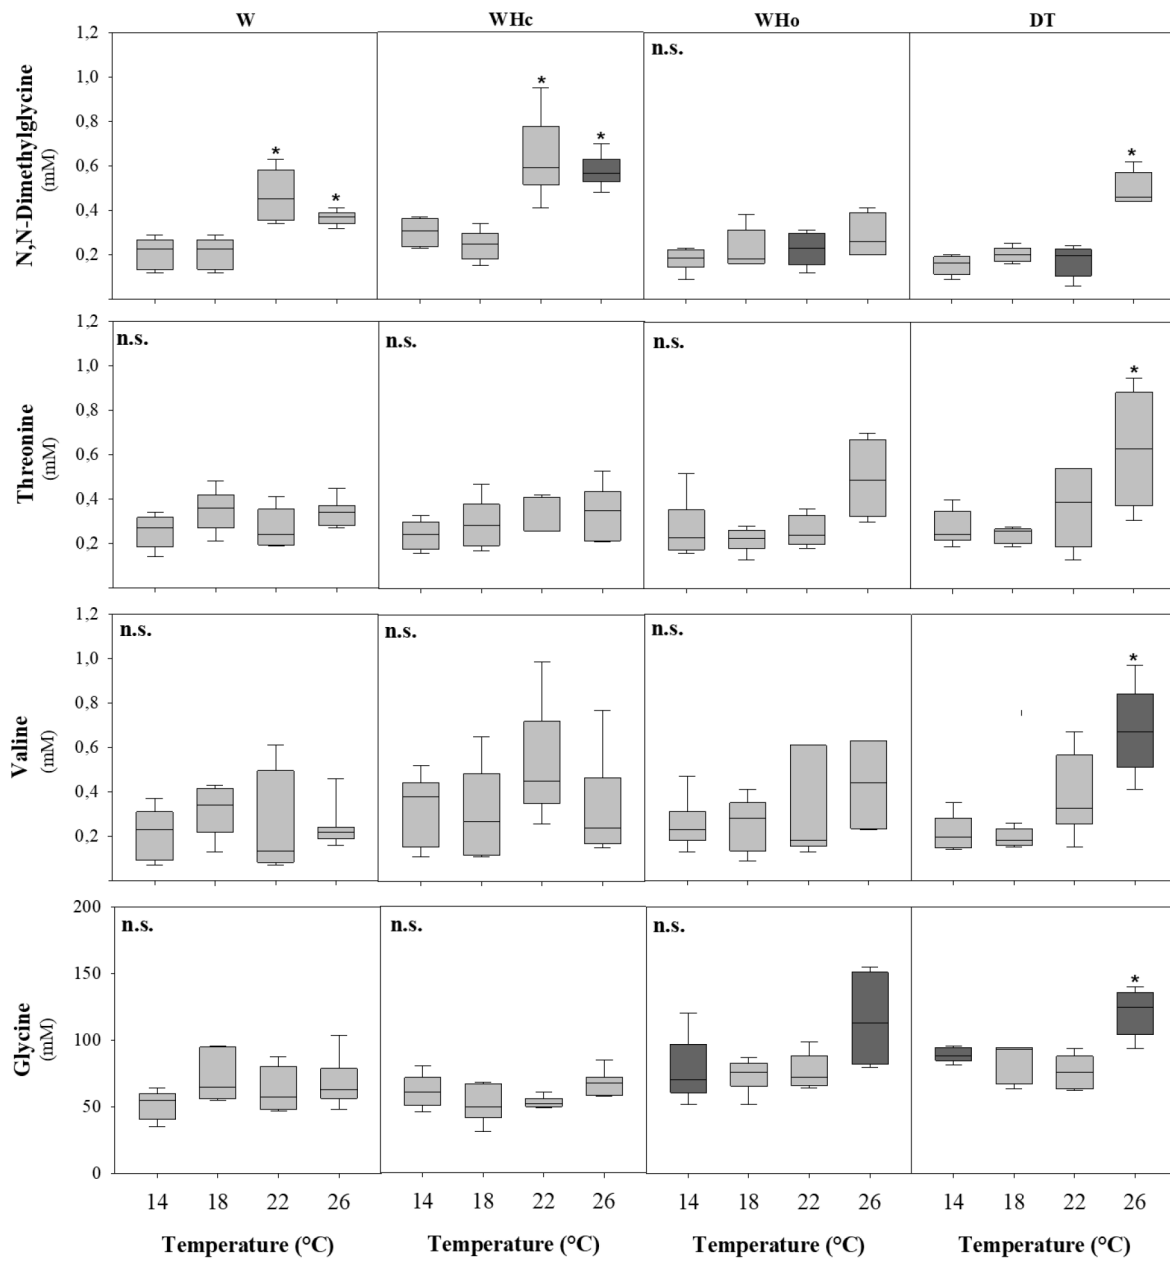 W WHc WHo DT
N,N-Dimethylglycine
(mM)
1,2
1,0
0,8
0,6
0,4
0,2
* * * * n.s. *
Threonine
(mM)
1,2
1,0
0,8
0,6
0,4
0,2
n.s. n.s. n.s. *
Valine
(mM)
1,2
1,0
0,8
0,6
0,4
0,2
n.s. n.s. n.s. *
Glycine
(mM)
200
150
100
50
0
n.s. n.s. n.s. *
14 18 22 26 14 18 22 26 14 18 22 26 14 18 22 26
Temperature (°C) Temperature (°C) Temperature (°C) Temperature (°C)